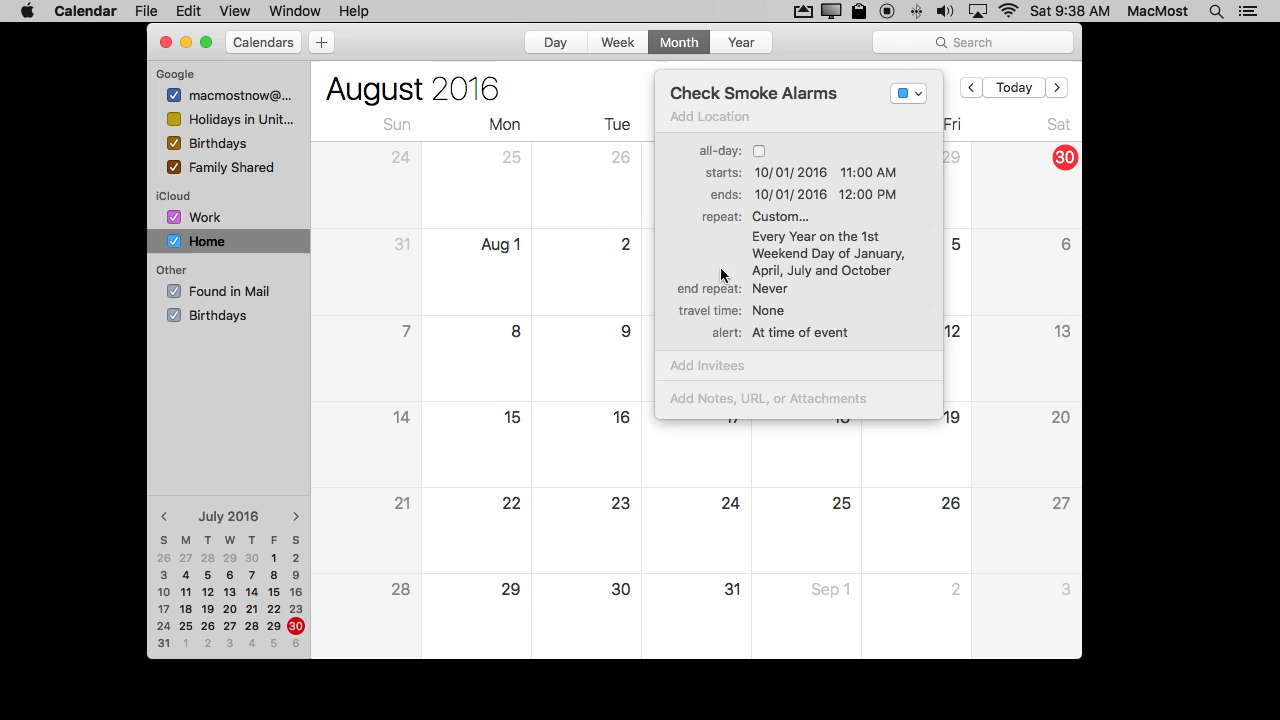 Calendar File Edit View Window Help Sat 9:38 AM MacMost
Calendars + Day Week Month Year Search
Google
macmostnow@...
Holidays in Unit...
Birthdays
Family Shared
iCloud
Work
Home
Other
Found in Mail
Birthdays
July 2016
S M T W T F S
26 27 28 29 30 1 2
3 4 5 6 7 8 9
10 11 12 13 14 15 16
17 18 19 20 21 22 23
24 25 26 27 28 29 30
31 1 2 3 4 5 6
August 2016
Today
Sun Mon Tue Fri Sat
24 25 26 29 30
31 Aug 1 2 5 6
7 8 9 12 13
14 15 16 17 18 19 20
21 22 23 24 25 26 27
28 29 30 31 Sep 1 2 3
Check Smoke Alarms
Add Location
all-day:
starts: 10/01/2016 11:00 AM
ends: 10/01/2016 12:00 PM
repeat: Custom...
Every Year on the 1st
Weekend Day of January,
April, July and October
end repeat: Never
travel time: None
alert: At time of event
Add Invitees
Add Notes, URL, or Attachments